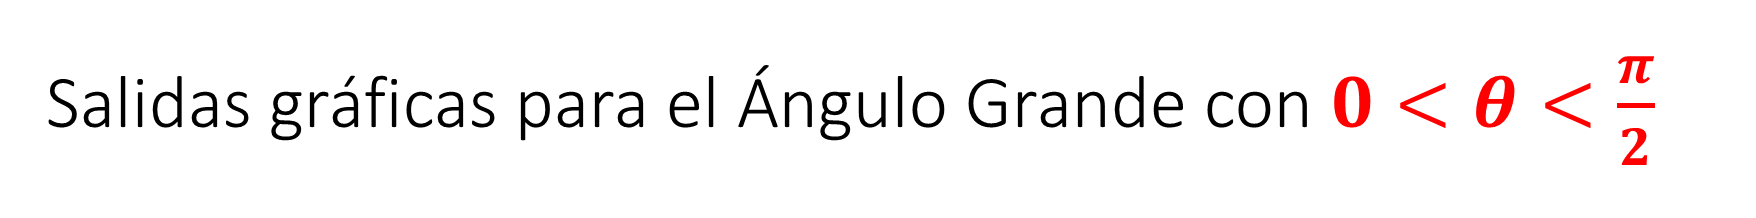 Salidas gráficas para el Ángulo Grande con 0 < θ < π/2